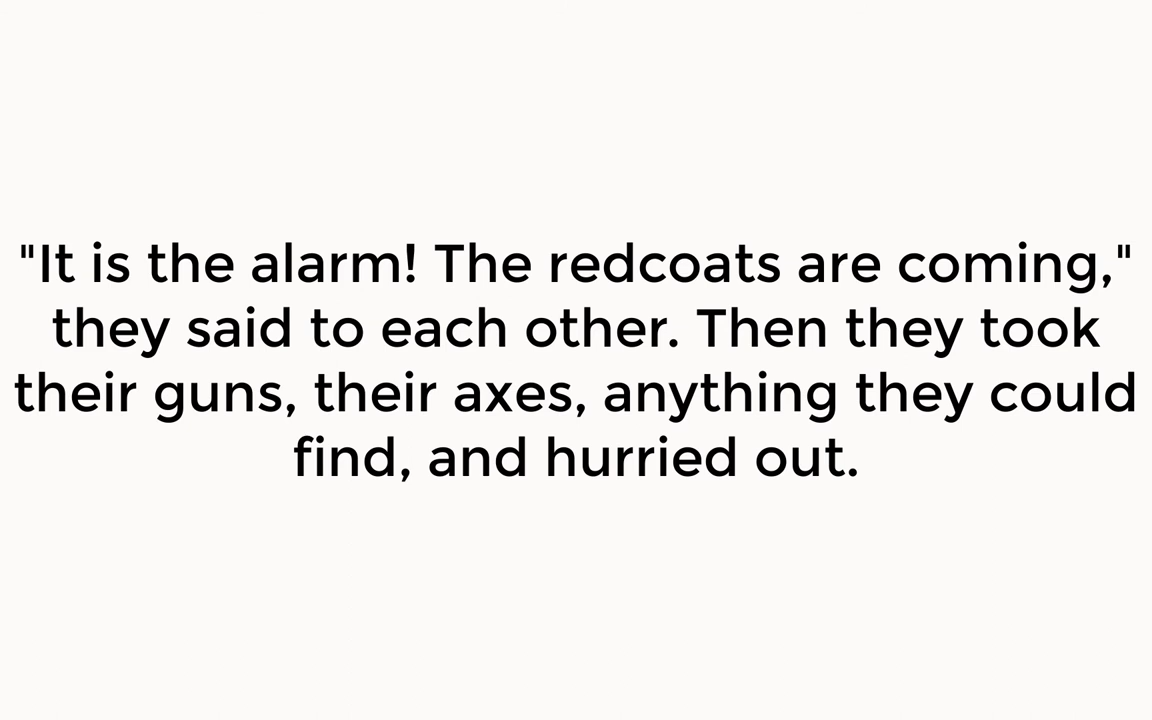 "It is the alarm! The redcoats are coming,"
they said to each other. Then they took
their guns, their axes, anything they could
find, and hurried out.